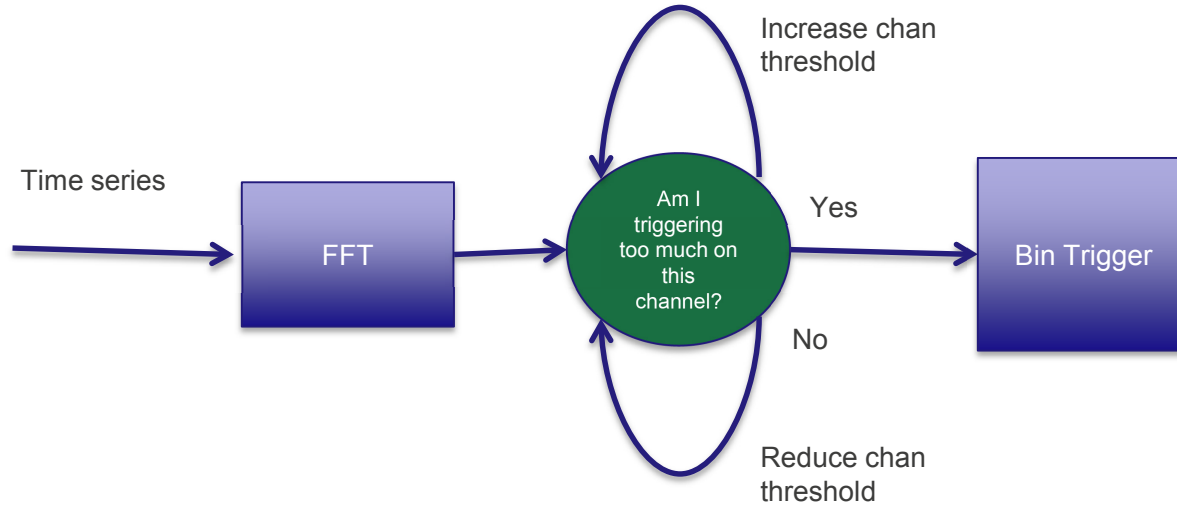 Increase chan
threshold
Time series
FFT
Am I
triggering
too much on
this
channel?
Yes
Bin Trigger
No
Reduce chan
threshold